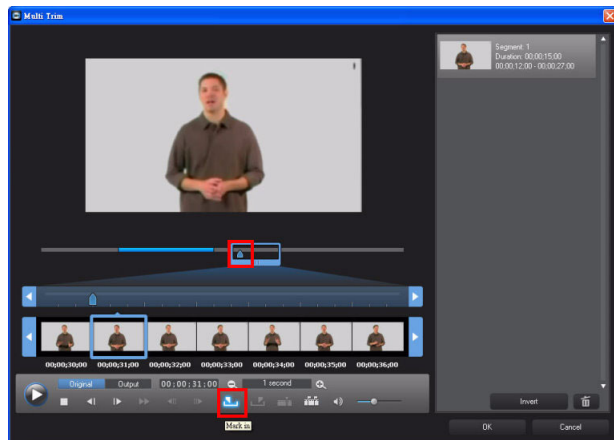 Multi Trim
Segment: 1
Duration: 00;00;15;00
00;00;12;00 - 00;00;27;00
00;00;30;00 00;00;31;00 00;00;32;00 00;00;33;00 00;00;34;00 00;00;35;00 00;00;36;00
Original Output 00:00:31:00 1 second
Mark in
Invert
OK Cancel